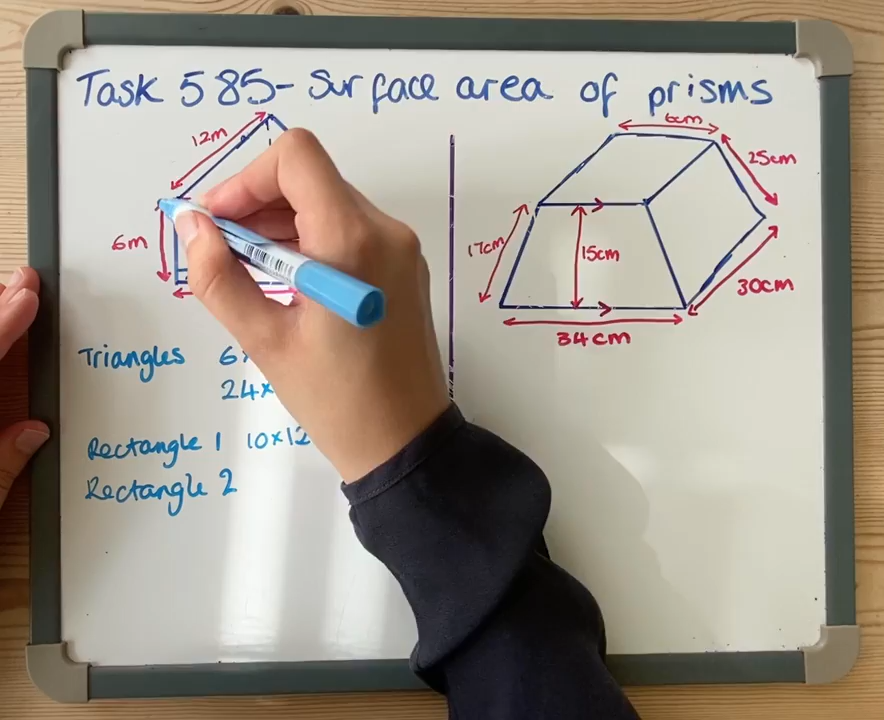 Task 585- Surface area of prisms
12m
6m
6cm
25cm
17cm
15cm
30cm
34cm
Triangles
24×
Rectangle 1 10×12
Rectangle 2